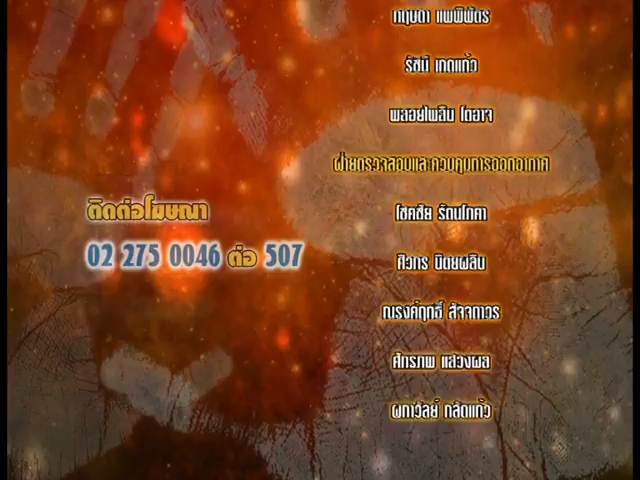 กฤษดา แพพิพัตร
รัชนี เกดแก้ว
พลอยไพลิน โตอาจ
ฝ่ายตรวจสอบและควบคุมการออกอากาศ
ติดต่อโฆษณา
โชคชัย รัตนโกคา
02 275 0046 ต่อ 507
ศิวกร นิตยพลิน
ณรงค์ฤทธิ์ สัจจถาวร
ศักรภพ แสวงผล
ผกาวัลย์ กลัดแก้ว